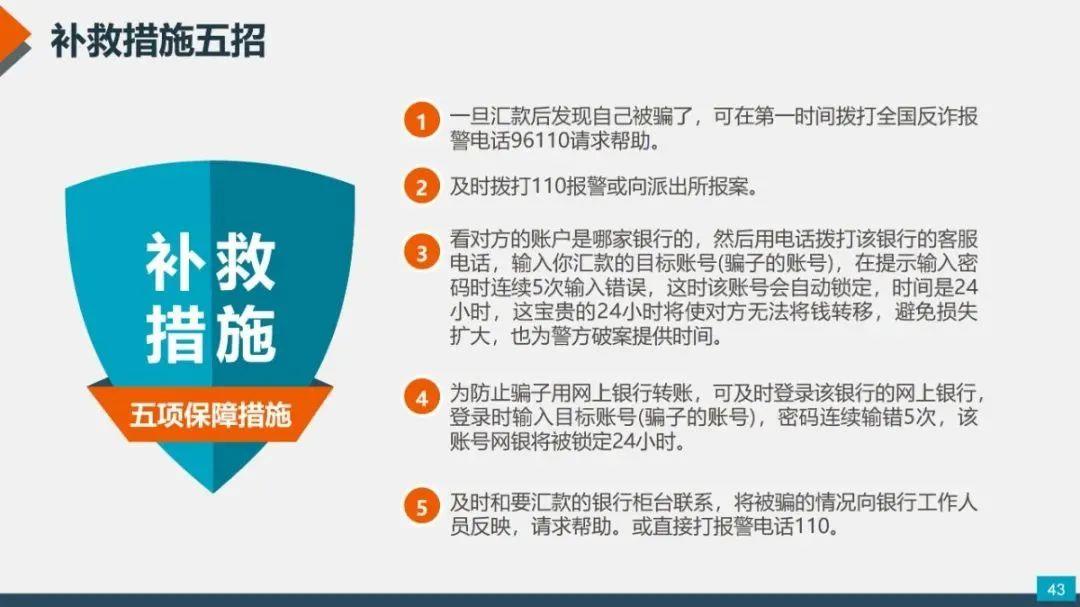 补救措施五招
补救
措施
五项保障措施
1
一旦汇款后发现自己被骗了，可在第一时间拨打全国反诈报
警电话96110请求帮助。
2
及时拨打110报警或向派出所报案。
3
看对方的账户是哪家银行的，然后用电话拨打该银行的客服
电话，输入你汇款的目标账号(骗子的账号)，在提示输入密
码时连续5次输入错误，这时该账号会自动锁定，时间是24
小时，这宝贵的24小时将使对方无法将钱转移，避免损失
扩大，也为警方破案提供时间。
4
为防止骗子用网上银行转账，可及时登录该银行的网上银行，
登录时输入目标账号(骗子的账号)，密码连续输错5次，该
账号网银将被锁定24小时。
5
及时和要汇款的银行柜台联系，将被骗的情况向银行工作人
员反映，请求帮助。或直接打报警电话110。
43